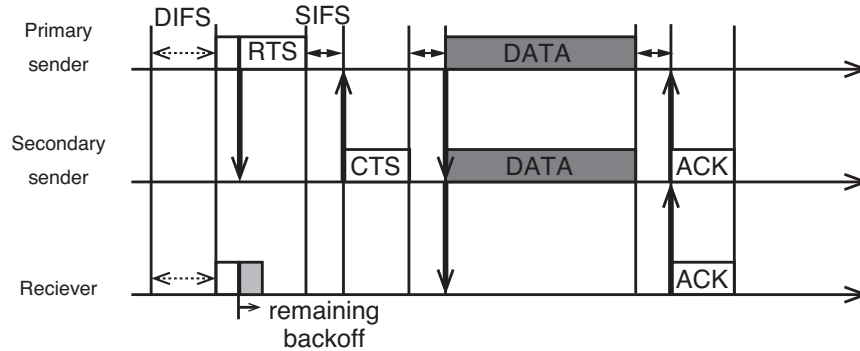 DIFS
SIFS
Primary
sender
RTS
DATA
Secondary
sender
CTS
DATA
ACK
Reciever
ACK
remaining
backoff